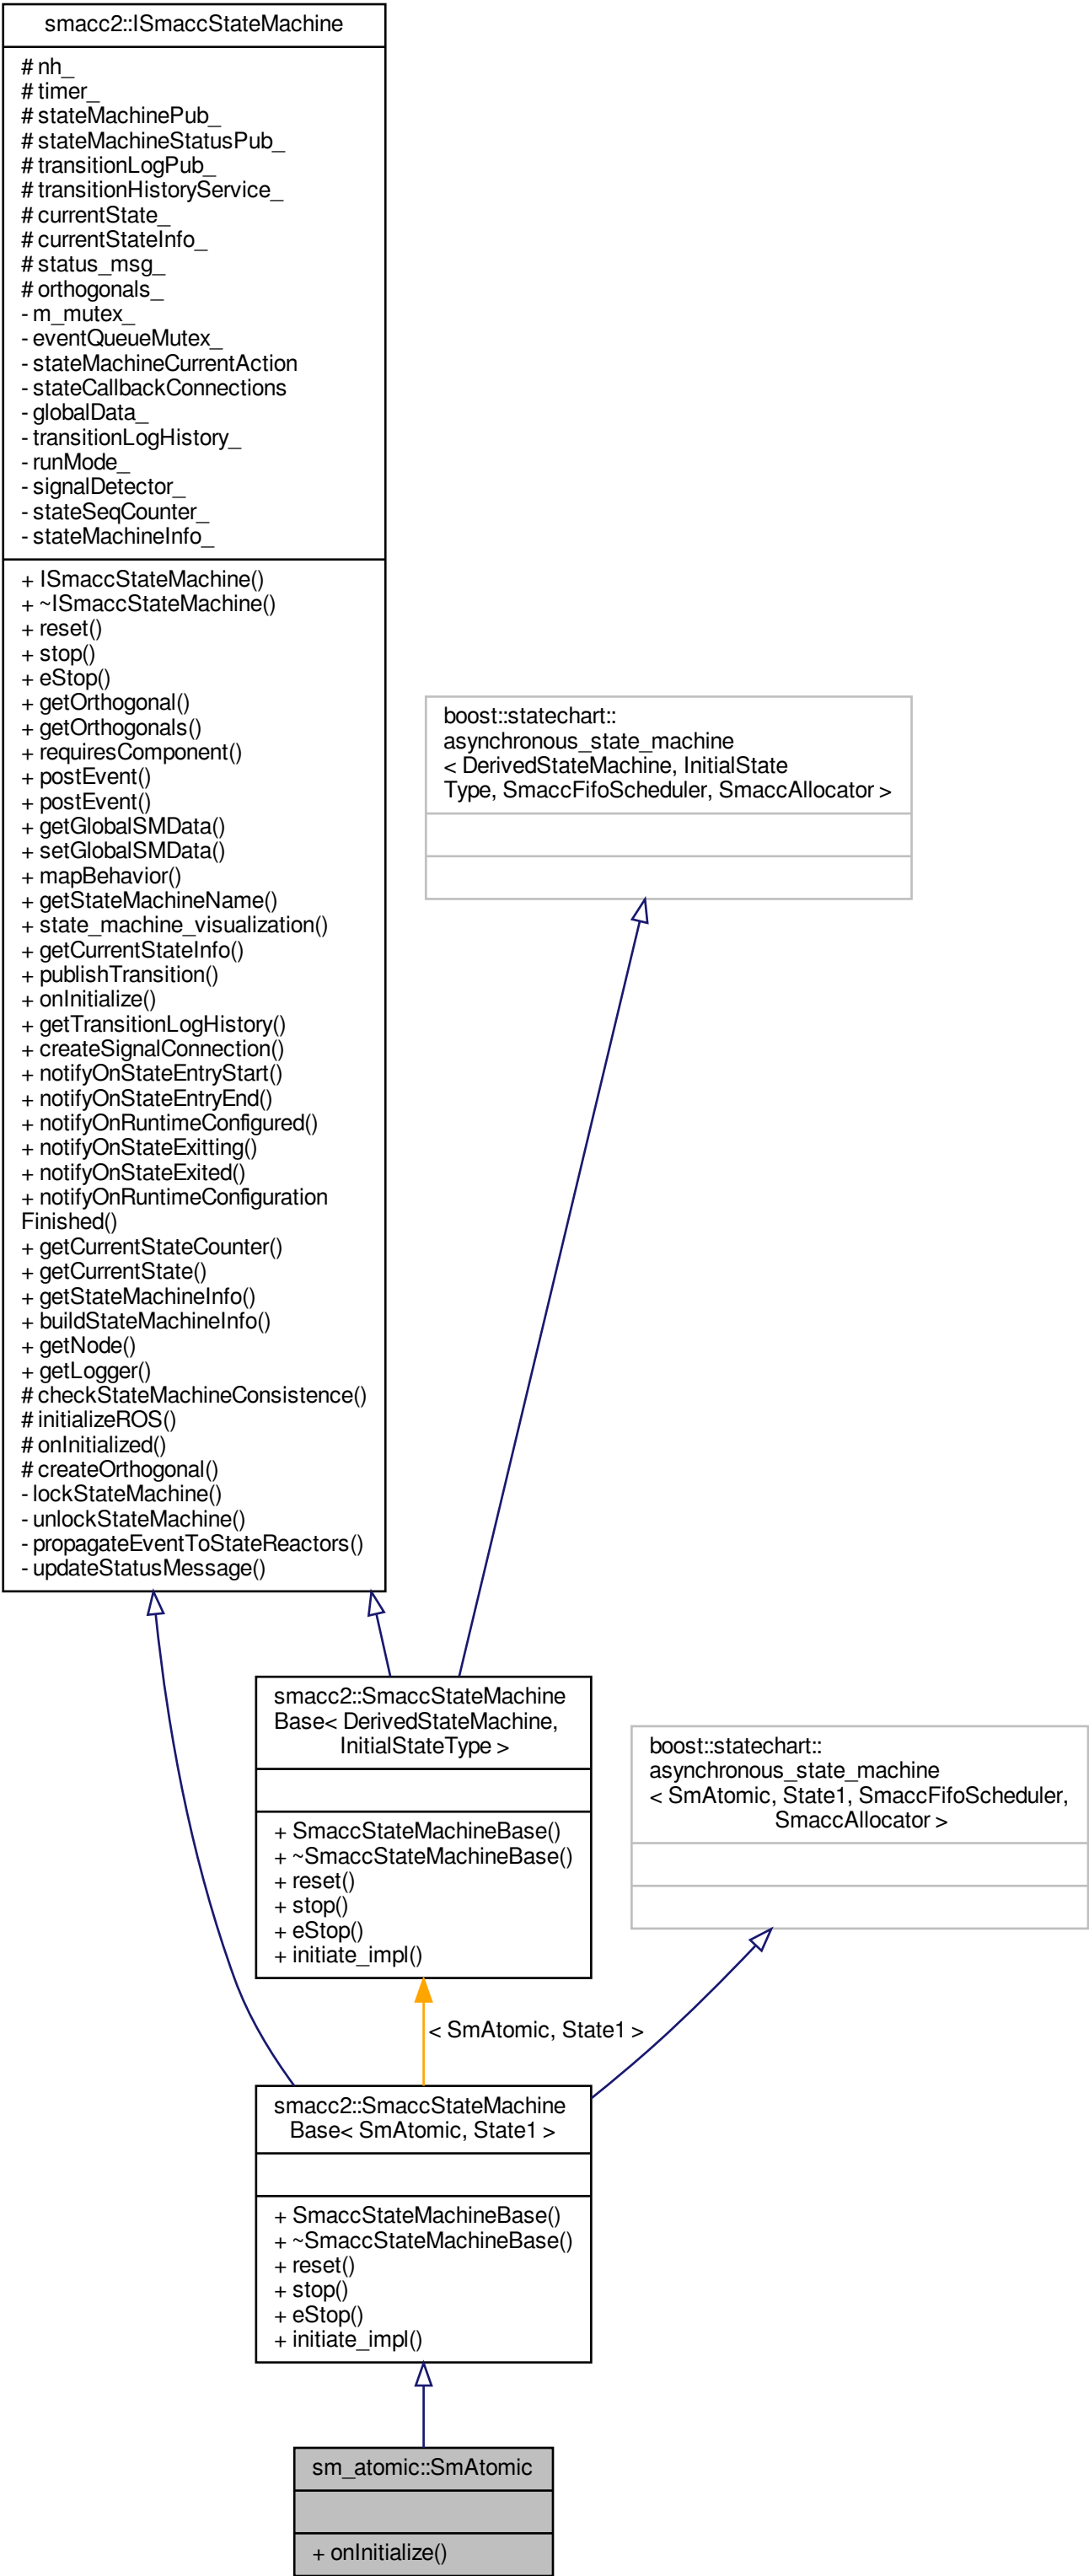 smacc2::ISmaccStateMachine
# nh_
# timer_
# stateMachinePub_
# stateMachineStatusPub_
# transitionLogPub_
# transitionHistoryService_
# currentState_
# currentStateInfo_
# status_msg_
# orthogonals_
- m_mutex_
- eventQueueMutex_
- stateMachineCurrentAction
- stateCallbackConnections
- globalData_
- transitionLogHistory_
- runMode_
- signalDetector_
- stateSeqCounter_
- stateMachineInfo_
+ ISmaccStateMachine()
+ ~ISmaccStateMachine()
+ reset()
+ stop()
+ eStop()
+ getOrthogonal()
+ getOrthogonals()
+ requiresComponent()
+ postEvent()
+ postEvent()
+ getGlobalSMData()
+ setGlobalSMData()
+ mapBehavior()
+ getStateMachineName()
+ state_machine_visualization()
+ getCurrentStateInfo()
+ publishTransition()
+ onInitialize()
+ getTransitionLogHistory()
+ createSignalConnection()
+ notifyOnStateEntryStart()
+ notifyOnStateEntryEnd()
+ notifyOnRuntimeConfigured()
+ notifyOnStateExitting()
+ notifyOnStateExited()
+ notifyOnRuntimeConfiguration
Finished()
+ getCurrentStateCounter()
+ getCurrentState()
+ getStateMachineInfo()
+ buildStateMachineInfo()
+ getNode()
+ getLogger()
# checkStateMachineConsistence()
# initializeROS()
# onInitialized()
# createOrthogonal()
- lockStateMachine()
- unlockStateMachine()
- propagateEventToStateReactors()
- updateStatusMessage()
boost::statechart::
asynchronous_state_machine
< DerivedStateMachine, InitialState
Type, SmaccFifoScheduler, SmaccAllocator >
smacc2::SmaccStateMachine
Base< DerivedStateMachine,
InitialStateType >
+ SmaccStateMachineBase()
+ ~SmaccStateMachineBase()
+ reset()
+ stop()
+ eStop()
+ initiate_impl()
boost::statechart::
asynchronous_state_machine
< SmAtomic, State1, SmaccFifoScheduler,
SmaccAllocator >
< SmAtomic, State1 >
smacc2::SmaccStateMachine
Base< SmAtomic, State1 >
+ SmaccStateMachineBase()
+ ~SmaccStateMachineBase()
+ reset()
+ stop()
+ eStop()
+ initiate_impl()
sm_atomic::SmAtomic
+ onInitialize()